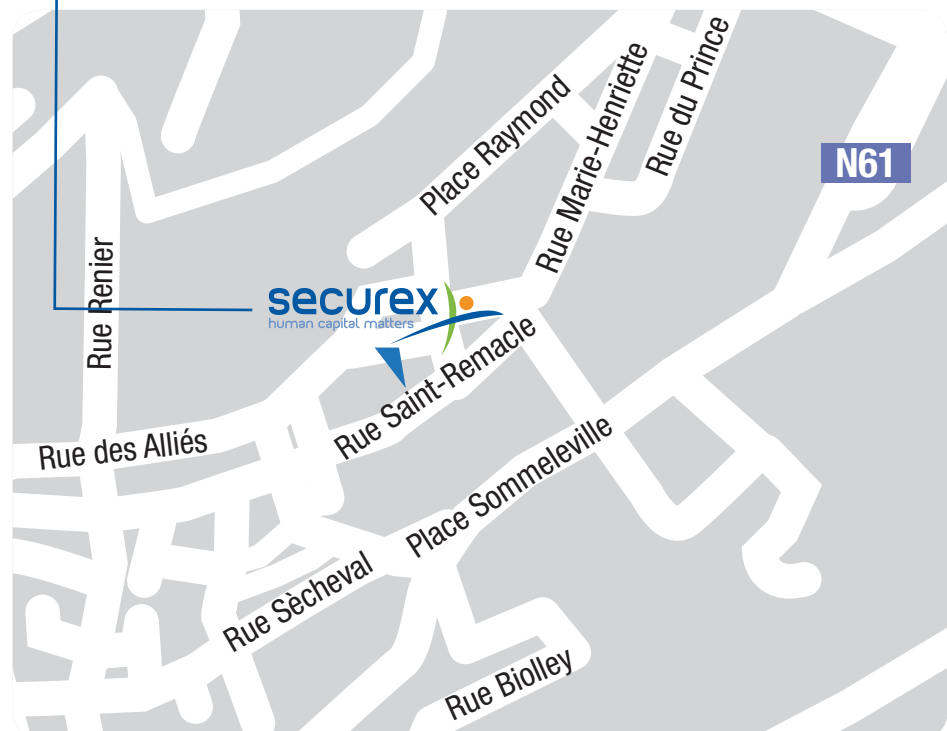 Rue du Prince
Rue Marie-Henriette
Place Raymond
N61
Rue Renier
securex
human capital matters
Rue Saint-Remacle
Rue des Alliés
Place Sommeleville
Rue Sècheval
Rue Biolley